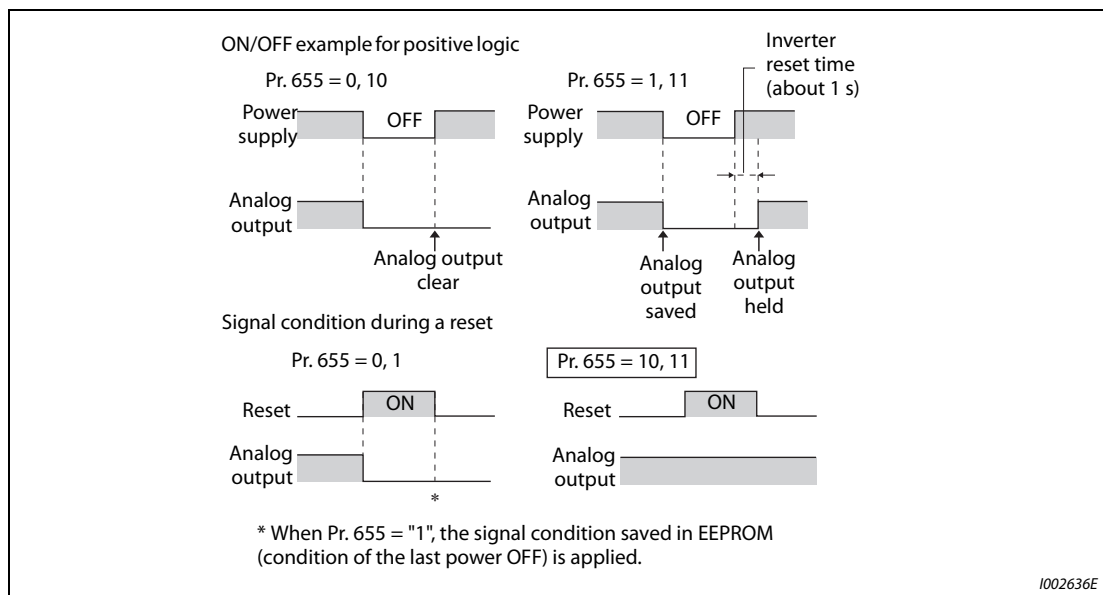 ON/OFF example for positive logic
Pr. 655 = 0, 10
Power
supply
OFF
Analog
output
Analog output
clear
Pr. 655 = 1, 11
Inverter
reset time
(about 1 s)
Power
supply
OFF
Analog
output
Analog
output
saved
Analog
output
held
Signal condition during a reset
Pr. 655 = 0, 1
Reset
ON
Analog
output
*
Pr. 655 = 10, 11
Reset
ON
Analog
output
* When Pr. 655 = "1", the signal condition saved in EEPROM
(condition of the last power OFF) is applied.
I002636E